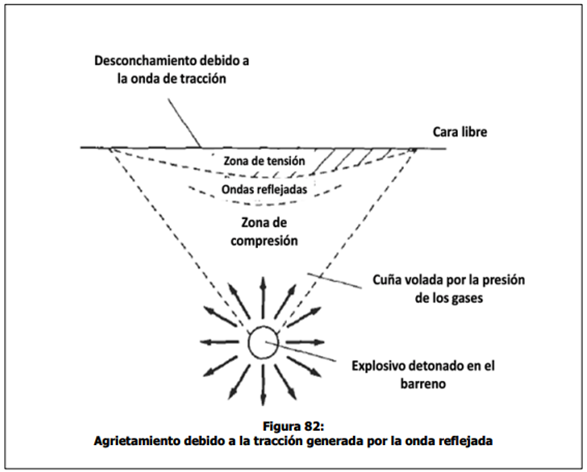 Desconchamiento debido a
la onda de tracción
Cara libre
Zona de tensión
Ondas reflejadas
Zona de
compresión
Cuña volada por la presión
de los gases
Explosivo detonado en el
barreno
Figura 82:
Agrietamiento debido a la tracción generada por la onda reflejada